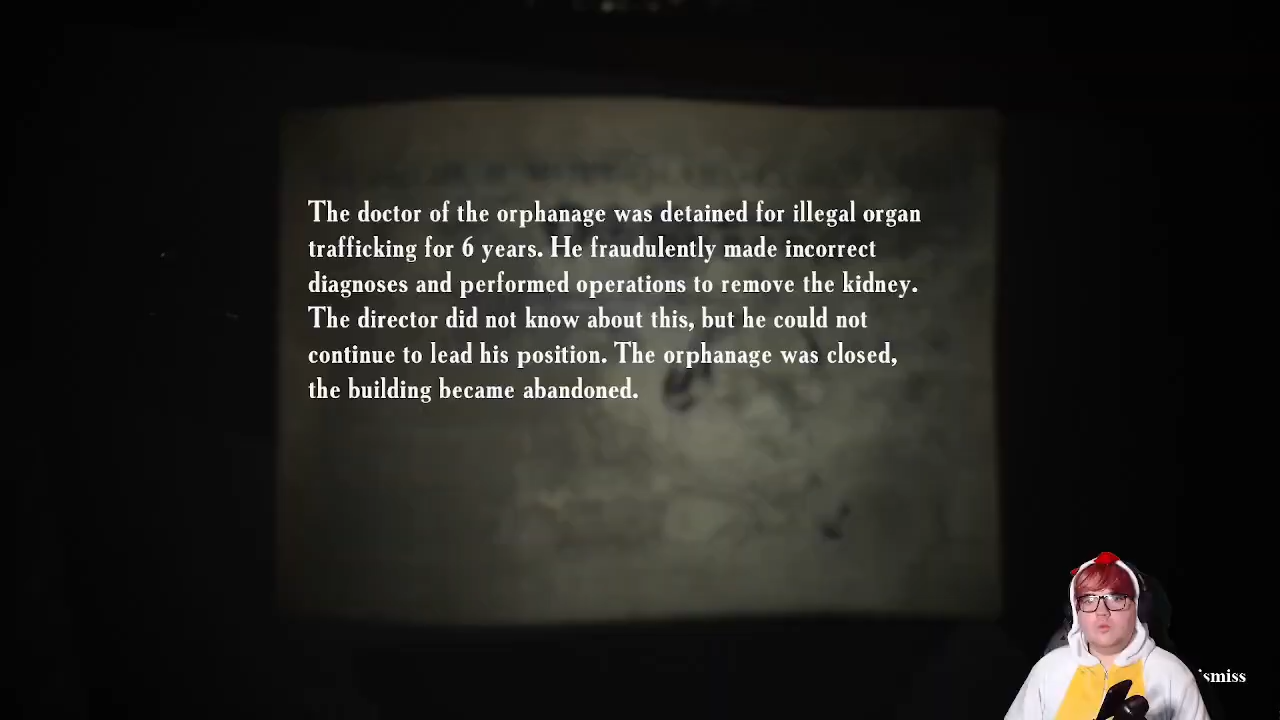 The doctor of the orphanage was detained for illegal organ
trafficking for 6 years. He fraudulently made incorrect
diagnoses and performed operations to remove the kidney.
The director did not know about this, but he could not
continue to lead his position. The orphanage was closed,
the building became abandoned.